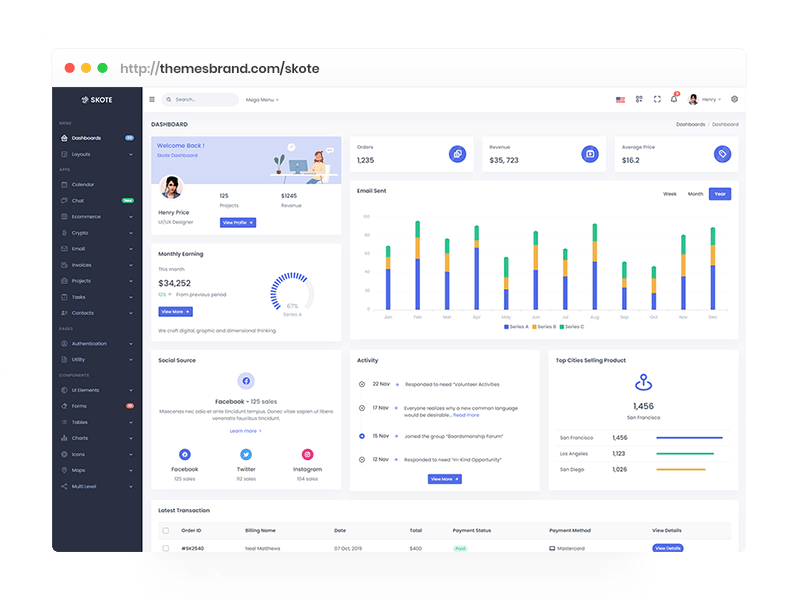 http://themesbrand.com/skote
SKOTE
Search...
Mega Menu
Henry
MENU
Dashboards
Layouts
APPS
Calendar
Chat
New
Ecommerce
Crypto
Email
Invoices
Projects
Tasks
Contacts
PAGES
Authentication
Utility
COMPONENTS
UI Elements
Forms
Tables
Charts
Icons
Maps
Multi Level
DASHBOARD
Dashboards / Dashboard
Welcome Back !
Skote Dashboard
Henry Price
UI/UX Designer
125
Projects
$1245
Revenue
View Profile
Orders
1,235
Revenue
$35, 723
Average Price
$16.2
Monthly Earning
This month
$34,252
12% From previous period
View More
67%
Series A
We craft digital, graphic and dimensional thinking.
Email Sent
Week Month Year
100
80
60
40
20
0
Jan Feb Mar Apr May Jun Jul Aug Sep Oct Nov Dec
Series A Series B Series C
Social Source
Facebook - 125 sales
Maecenas nec odio et ante tincidunt tempus. Donec vitae sapien ut libero
venenatis faucibus tincidunt.
Learn more
Facebook
125 sales
Twitter
112 sales
Instagram
104 sales
Activity
22 Nov Responded to need "Volunteer Activities
17 Nov Everyone realizes why a new common language
would be desirable... Read more
15 Nov Joined the group "Boardsmanship Forum"
12 Nov Responded to need "In-Kind Opportunity"
View More
Top Cities Selling Product
1,456
San Francisco
San Francisco 1,456
Los Angeles 1,123
San Diego 1,026
Latest Transaction
Order ID Billing Name Date Total Payment Status Payment Method View Details
#SK2540 Neal Matthews 07 Oct, 2019 $400 Paid Mastercard View Details